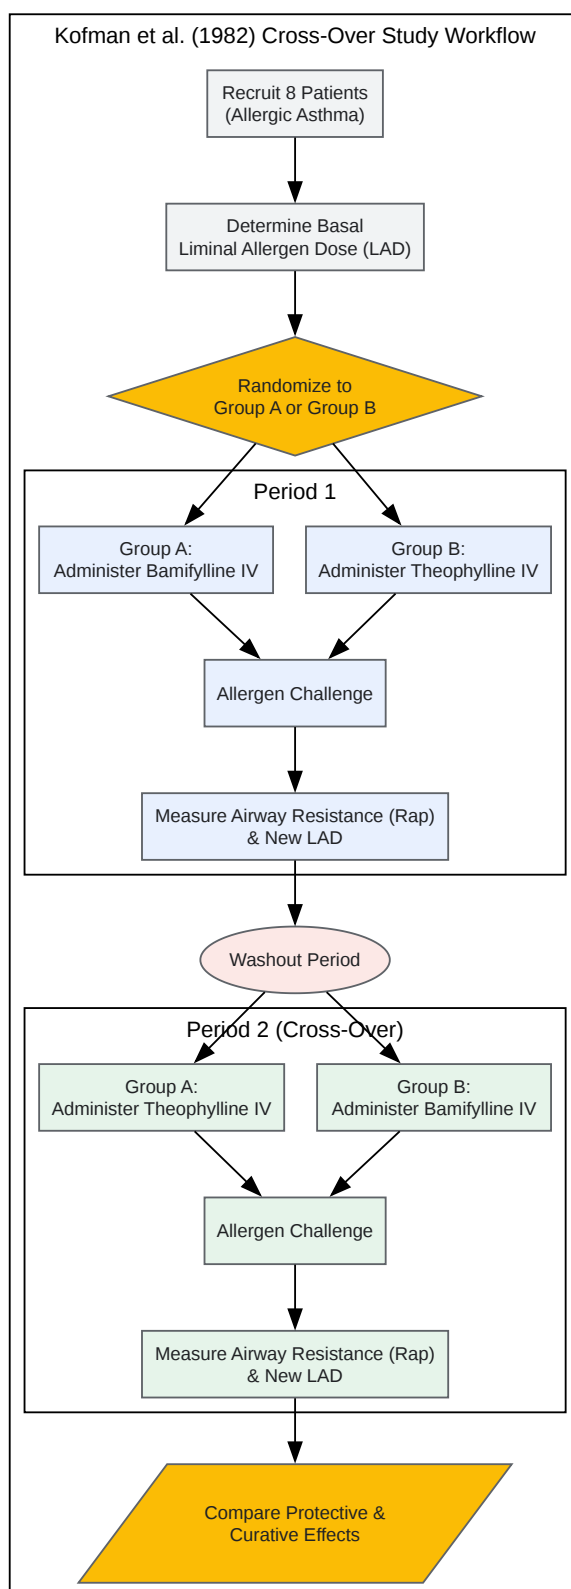 Kofman et al. (1982) Cross-Over Study Workflow
Recruit 8 Patients
(Allergic Asthma)
Determine Basal
Liminal Allergen Dose (LAD)
Randomize to
Group A or Group B
Period 1
Group A:
Administer Bamifylline IV
Group B:
Administer Theophylline IV
Allergen Challenge
Measure Airway Resistance (Rap)
& New LAD
Washout Period
Period 2 (Cross-Over)
Group A:
Administer Theophylline IV
Group B:
Administer Bamifylline IV
Allergen Challenge
Measure Airway Resistance (Rap)
& New LAD
Compare Protective &
Curative Effects